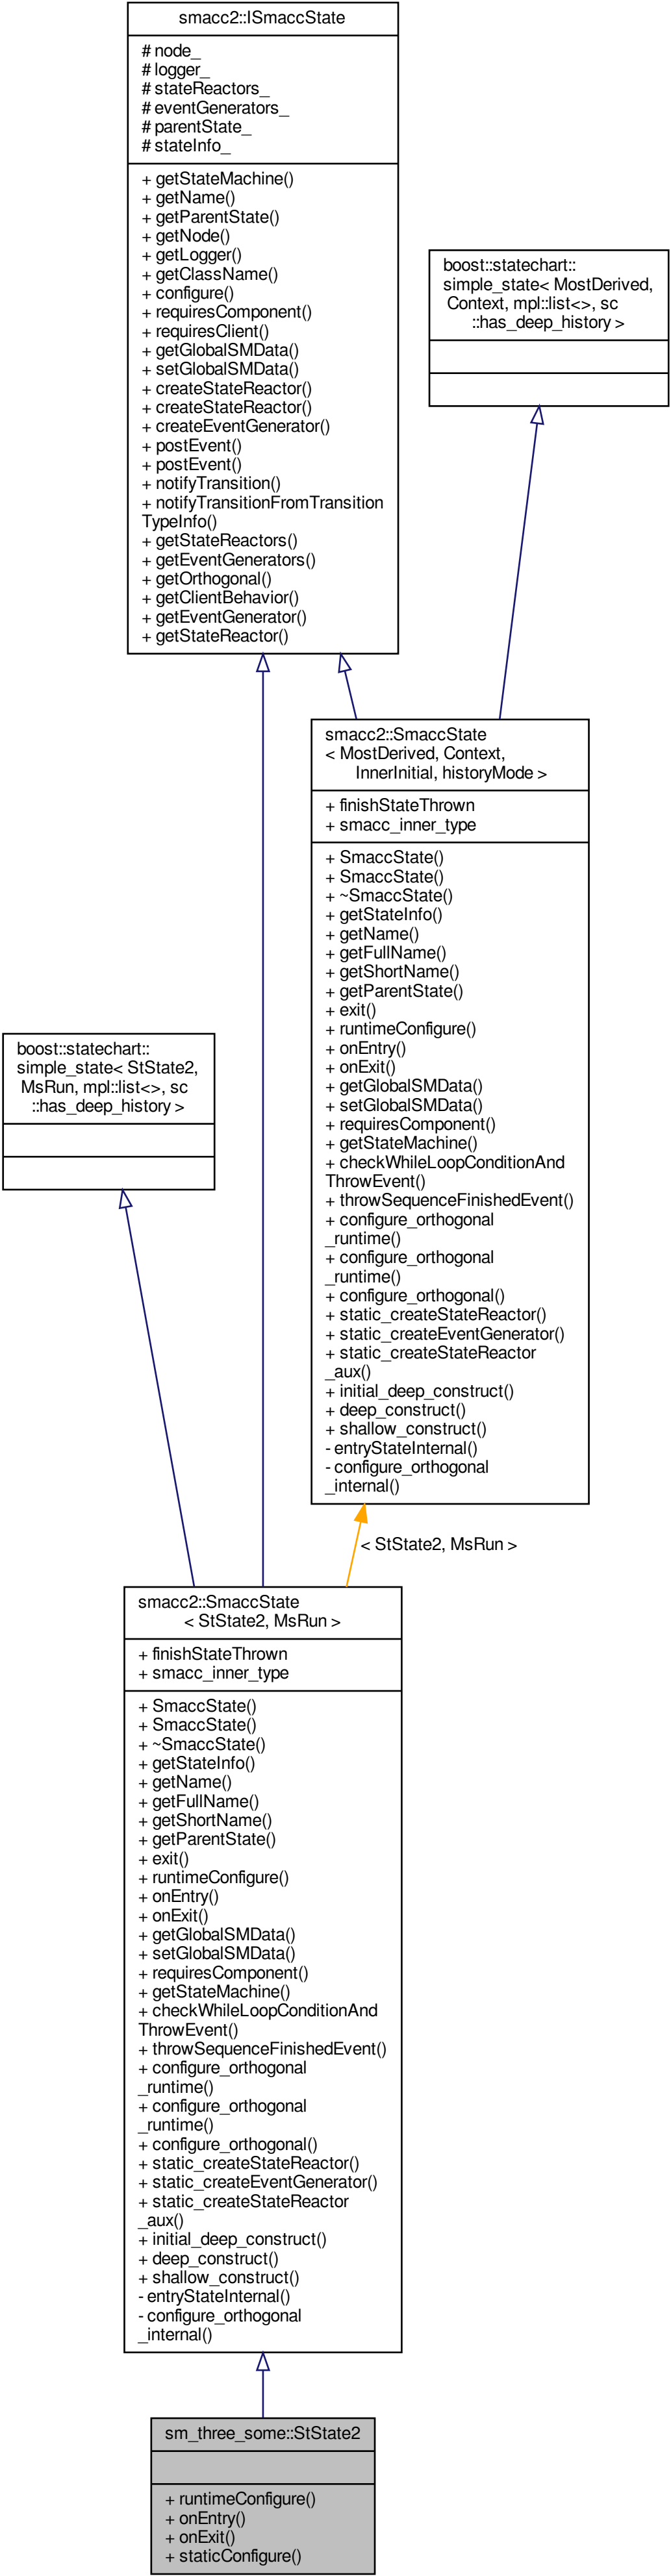 smacc2::ISmaccState
# node_
# logger_
# stateReactors_
# eventGenerators_
# parentState_
# stateInfo_
+ getStateMachine()
+ getName()
+ getParentState()
+ getNode()
+ getLogger()
+ getClassName()
+ configure()
+ requiresComponent()
+ requiresClient()
+ getGlobalSMData()
+ setGlobalSMData()
+ createStateReactor()
+ createStateReactor()
+ createEventGenerator()
+ postEvent()
+ postEvent()
+ notifyTransition()
+ notifyTransitionFromTransition
TypeInfo()
+ getStateReactors()
+ getEventGenerators()
+ getOrthogonal()
+ getClientBehavior()
+ getEventGenerator()
+ getStateReactor()
boost::statechart::
simple_state< MostDerived,
Context, mpl::list<>, sc
::has_deep_history >
smacc2::SmaccState
< MostDerived, Context,
InnerInitial, historyMode >
+ finishStateThrown
+ smacc_inner_type
+ SmaccState()
+ SmaccState()
+ ~SmaccState()
+ getStateInfo()
+ getName()
+ getFullName()
+ getShortName()
+ getParentState()
+ exit()
+ runtimeConfigure()
+ onEntry()
+ onExit()
+ getGlobalSMData()
+ setGlobalSMData()
+ requiresComponent()
+ getStateMachine()
+ checkWhileLoopConditionAnd
ThrowEvent()
+ throwSequenceFinishedEvent()
+ configure_orthogonal
_runtime()
+ configure_orthogonal
_runtime()
+ configure_orthogonal()
+ static_createStateReactor()
+ static_createEventGenerator()
+ static_createStateReactor
_aux()
+ initial_deep_construct()
+ deep_construct()
+ shallow_construct()
- entryStateInternal()
- configure_orthogonal
_internal()
boost::statechart::
simple_state< StState2,
MsRun, mpl::list<>, sc
::has_deep_history >
< StState2, MsRun >
smacc2::SmaccState
< StState2, MsRun >
+ finishStateThrown
+ smacc_inner_type
+ SmaccState()
+ SmaccState()
+ ~SmaccState()
+ getStateInfo()
+ getName()
+ getFullName()
+ getShortName()
+ getParentState()
+ exit()
+ runtimeConfigure()
+ onEntry()
+ onExit()
+ getGlobalSMData()
+ setGlobalSMData()
+ requiresComponent()
+ getStateMachine()
+ checkWhileLoopConditionAnd
ThrowEvent()
+ throwSequenceFinishedEvent()
+ configure_orthogonal
_runtime()
+ configure_orthogonal
_runtime()
+ configure_orthogonal()
+ static_createStateReactor()
+ static_createEventGenerator()
+ static_createStateReactor
_aux()
+ initial_deep_construct()
+ deep_construct()
+ shallow_construct()
- entryStateInternal()
- configure_orthogonal
_internal()
sm_three_some::StState2
+ runtimeConfigure()
+ onEntry()
+ onExit()
+ staticConfigure()